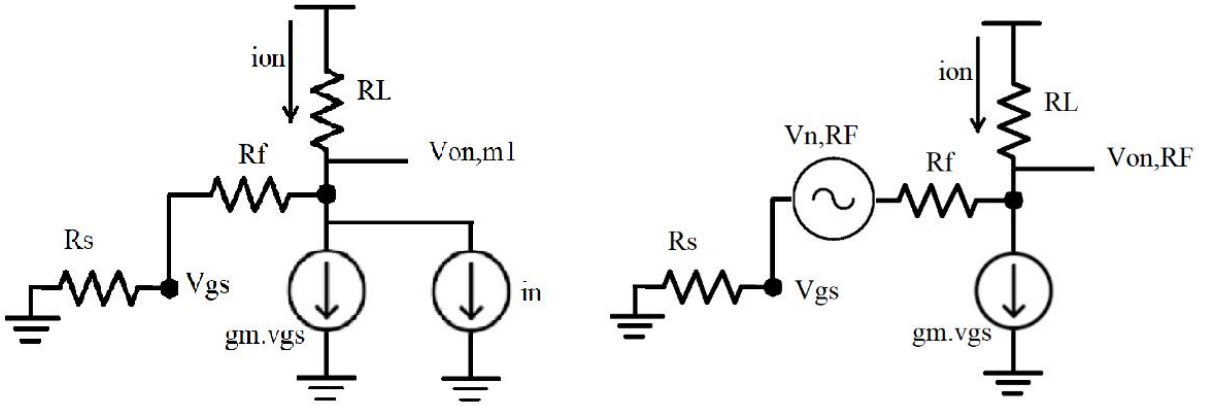 ion
RL
Von,m1
Rf
Rs
Vgs
gm.vgs
in
ion
RL
Vn,RF
Von,RF
Rf
Rs
Vgs
gm.vgs